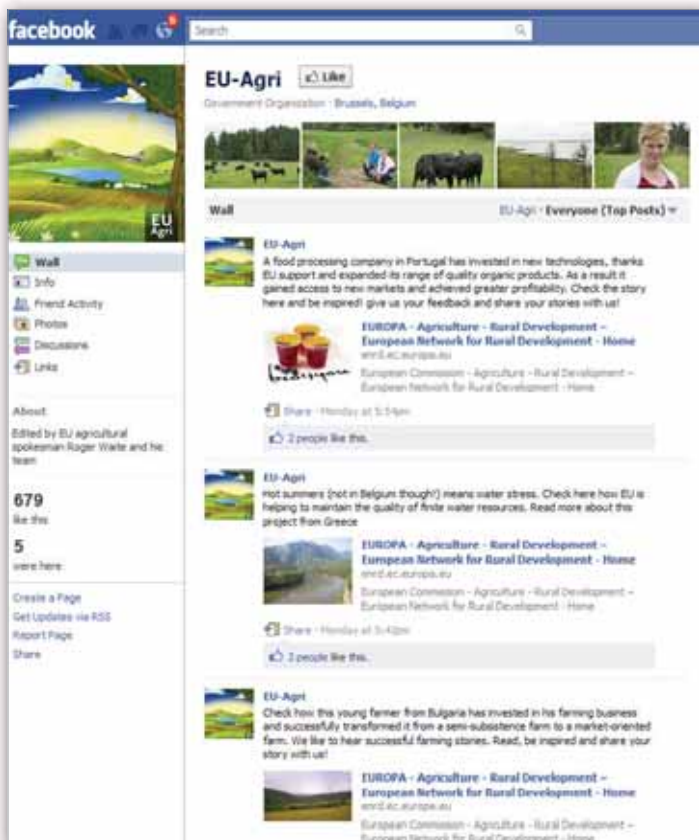 facebook
Search
EU-Agri Like
Government Organization · Brussels, Belgium
EU
Agri
Wall
Info
Friend Activity
Photos
Discussions
Links
About
Edited by EU agricultural
spokesman Roger Waite and his
team
679
like this
5
were here
Create a Page
Get Updates via RSS
Report Page
Share
Wall EU-Agri · Everyone (Top Posts)
EU-Agri
A food processing company in Portugal has invested in new technologies, thanks
EU support and expanded its range of quality organic products. As a result it
gained access to new markets and achieved greater profitability. Check the story
here and be inspired! give us your feedback and share your stories with us!
EUROPA - Agriculture - Rural Development –
European Network for Rural Development - Home
enrd.ec.europa.eu
European Commission - Agriculture - Rural Development –
European Network for Rural Development - Home
Share · Monday at 5:54pm
2 people like this.
EU-Agri
Hot summers (not in Belgium though!) means water stress. Check here how EU is
helping to maintain the quality of finite water resources. Read more about this
project from Greece
EUROPA - Agriculture - Rural Development –
European Network for Rural Development - Home
enrd.ec.europa.eu
European Commission - Agriculture - Rural Development –
European Network for Rural Development - Home
Share · Monday at 5:42pm
2 people like this.
EU-Agri
Check how this young farmer from Bulgaria has invested in his farming business
and successfully transformed it from a semi-subsistence farm to a market-oriented
farm. We like to hear successful farming stories. Read, be inspired and share your
story with us!
EUROPA - Agriculture - Rural Development –
European Network for Rural Development - Home
enrd.ec.europa.eu
European Commission - Agriculture - Rural Development –
European Network for Rural Development - Home